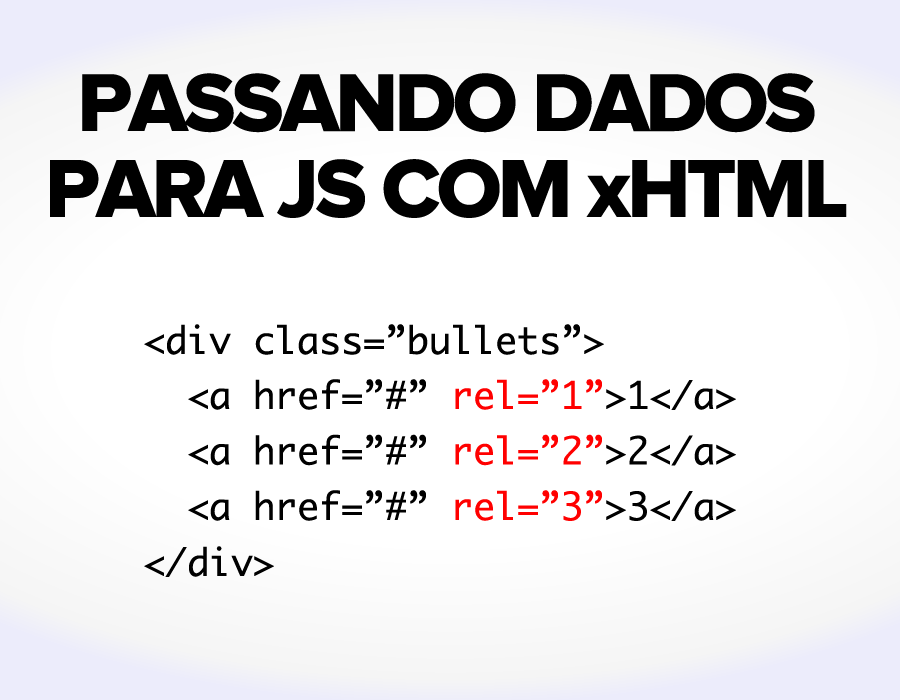 PASSANDO DADOS
PARA JS COM xHTML
<div class=”bullets”>
<a href=”#” rel=”1”>1</a>
<a href=”#” rel=”2”>2</a>
<a href=”#” rel=”3”>3</a>
</div>